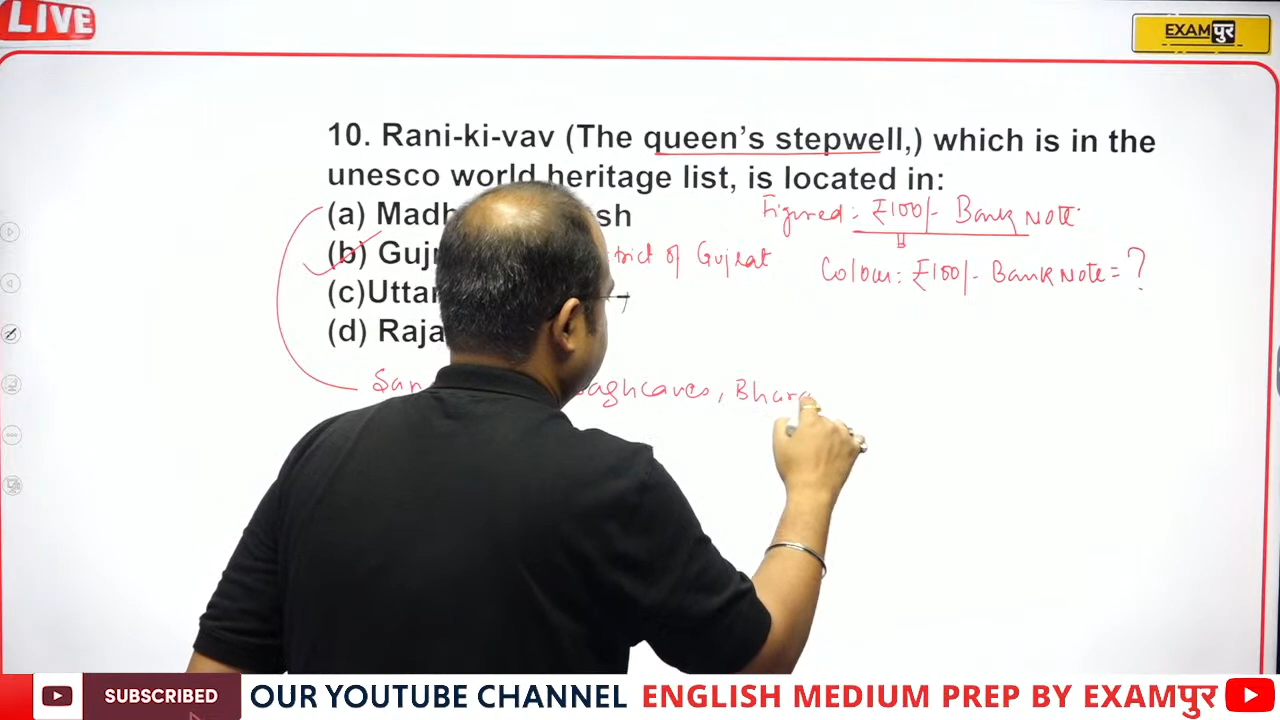 LIVE
EXAMपुर
10. Rani-ki-vav (The queen's stepwell,) which is in the
unesco world heritage list, is located in:
(a) Madh sh
(b) Guj
(c)Uttar
(d) Raja
Figured: ₹100/- Bank Note
trict of Gujrat
Colour: ₹100/- Bank Note = ?
San aghcaves, Bhara
SUBSCRIBED
OUR YOUTUBE CHANNEL ENGLISH MEDIUM PREP BY EXAMपुर